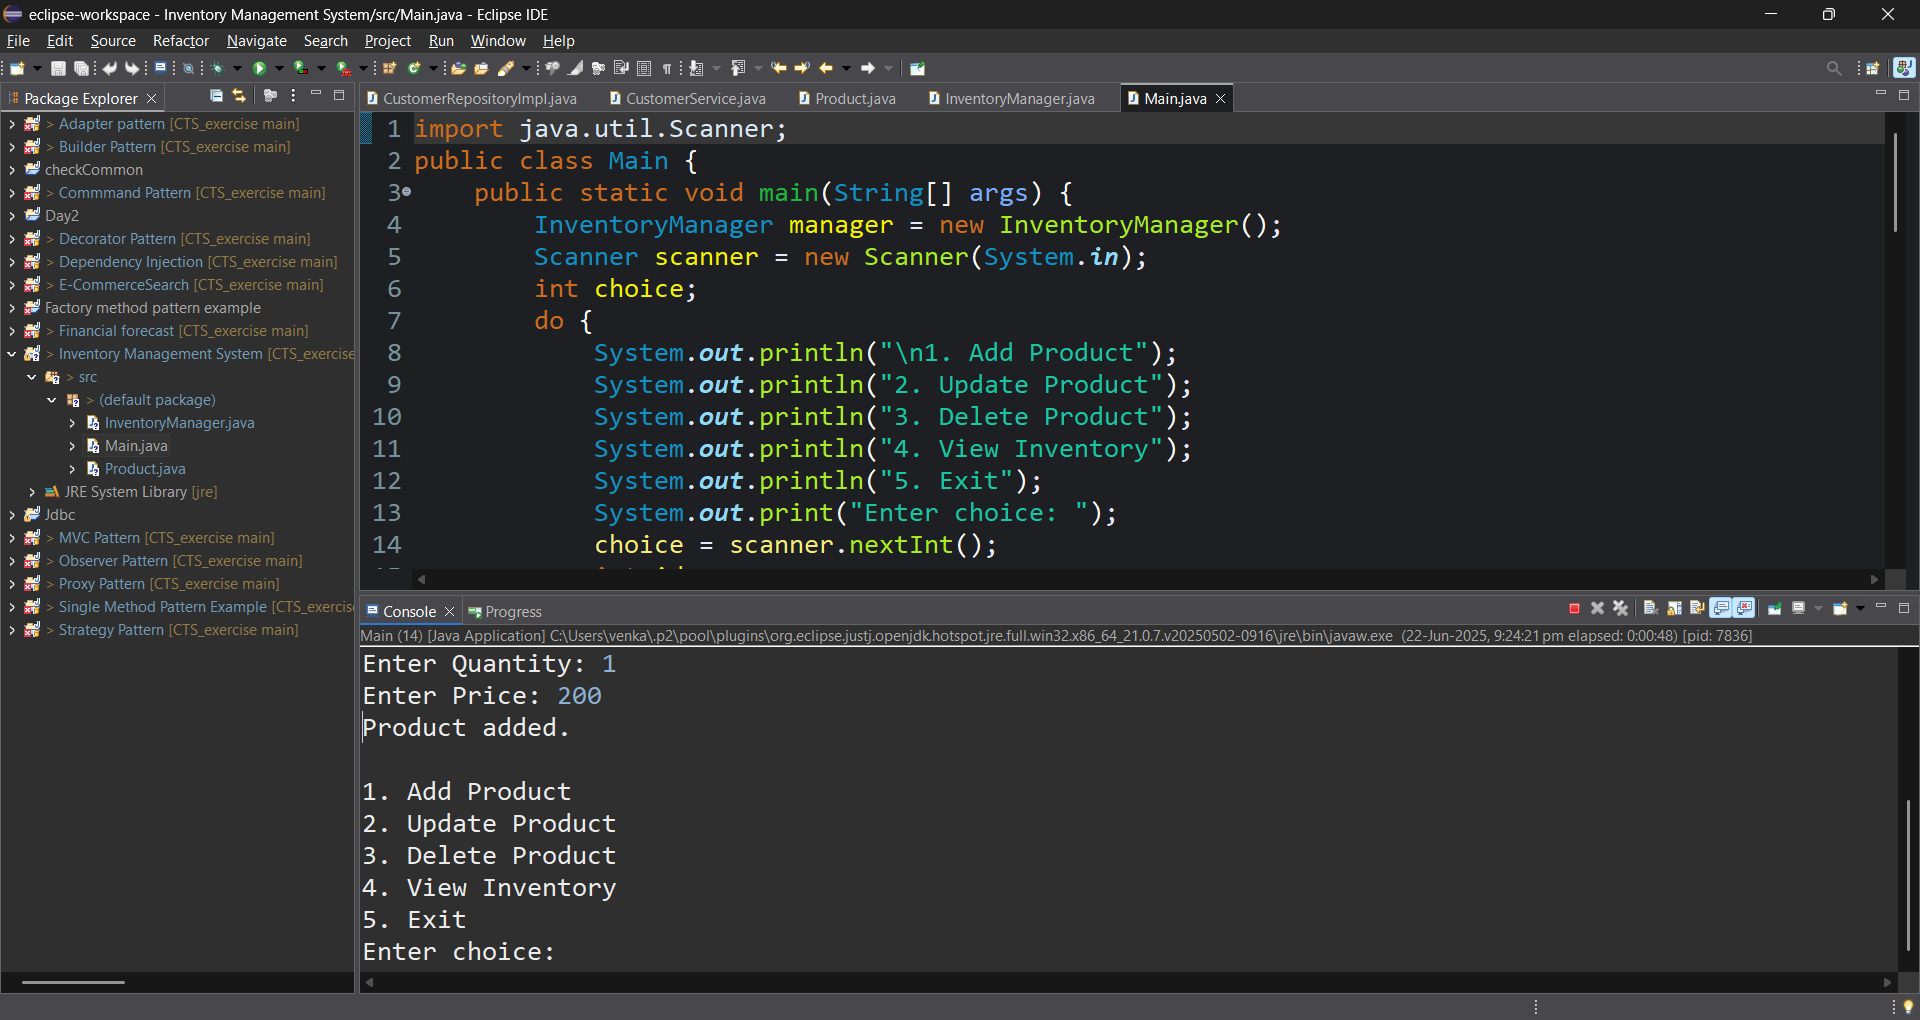 eclipse-workspace - Inventory Management System/src/Main.java - Eclipse IDE
File Edit Source Refactor Navigate Search Project Run Window Help
Package Explorer
> Adapter pattern [CTS_exercise main]
> Builder Pattern [CTS_exercise main]
checkCommon
> Commmand Pattern [CTS_exercise main]
Day2
> Decorator Pattern [CTS_exercise main]
> Dependency Injection [CTS_exercise main]
> E-CommerceSearch [CTS_exercise main]
Factory method pattern example
> Financial forecast [CTS_exercise main]
> Inventory Management System [CTS_exercise
> src
> (default package)
InventoryManager.java
Main.java
Product.java
JRE System Library [jre]
Jdbc
> MVC Pattern [CTS_exercise main]
> Observer Pattern [CTS_exercise main]
> Proxy Pattern [CTS_exercise main]
> Single Method Pattern Example [CTS_exercis
> Strategy Pattern [CTS_exercise main]
CustomerRepositoryImpl.java CustomerService.java Product.java InventoryManager.java Main.java
1 import java.util.Scanner;
2 public class Main {
3 public static void main(String[] args) {
4 InventoryManager manager = new InventoryManager();
5 Scanner scanner = new Scanner(System.in);
6 int choice;
7 do {
8 System.out.println("\n1. Add Product");
9 System.out.println("2. Update Product");
10 System.out.println("3. Delete Product");
11 System.out.println("4. View Inventory");
12 System.out.println("5. Exit");
13 System.out.print("Enter choice: ");
14 choice = scanner.nextInt();
Console Progress
Main (14) [Java Application] C:\Users\venka\.p2\pool\plugins\org.eclipse.justj.openjdk.hotspot.jre.full.win32.x86_64_21.0.7.v20250502-0916\jre\bin\javaw.exe (22-Jun-2025, 9:24:21 pm elapsed: 0:00:48) [pid: 7836]
Enter Quantity: 1
Enter Price: 200
Product added.
1. Add Product
2. Update Product
3. Delete Product
4. View Inventory
5. Exit
Enter choice: